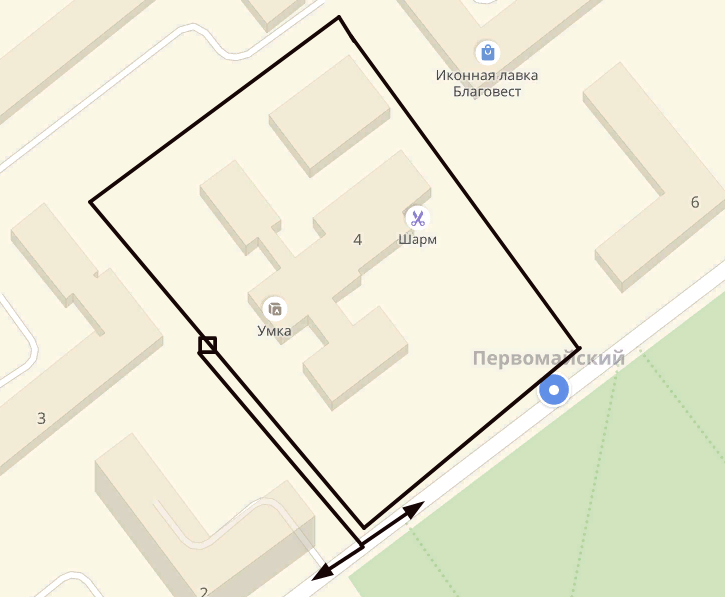 Иконная лавка
Благовест
6
4
Шарм
Умка
Первомайский
3
2